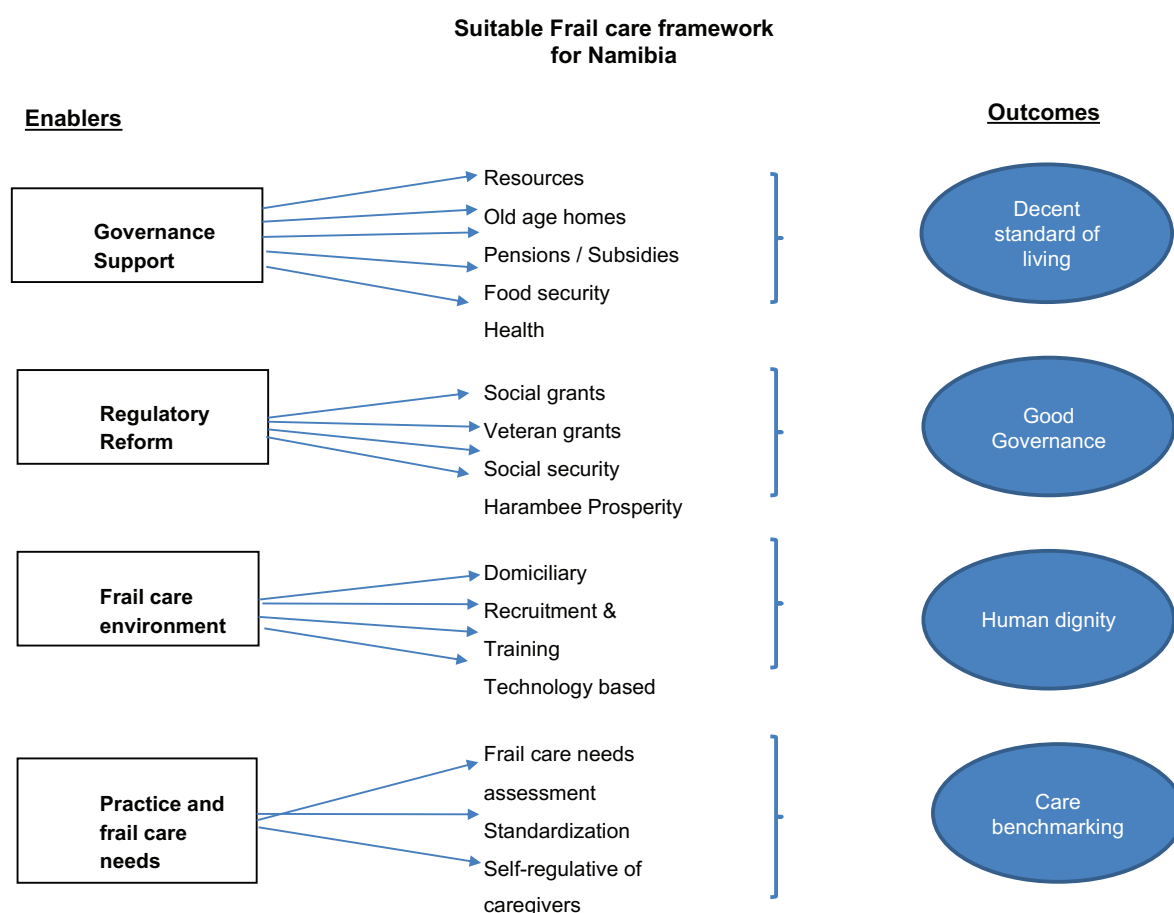 Suitable Frail care framework
for Namibia
Enablers
Outcomes
Governance
Support
Resources
Old age homes
Pensions / Subsidies
Food security
Health
Decent
standard of
living
Regulatory
Reform
Social grants
Veteran grants
Social security
Harambee Prosperity
Good
Governance
Frail care
environment
Domiciliary
Recruitment &
Training
Technology based
Human dignity
Practice and
frail care
needs
Frail care needs
assessment
Standardization
Self-regulative of
caregivers
Care
benchmarking